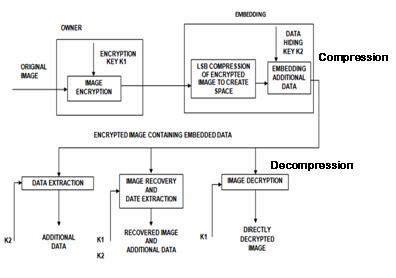 OWNER
EMBEDDING
ENCRYPTION
KEY K1
DATA
HIDING
KEY K2
Compression
ORIGINAL
IMAGE
IMAGE
ENCRYPTION
LSB COMPRESSION
OF ENCRYPTED
IMAGE TO CREATE
SPACE
EMBEDDING
ADDITIONAL
DATA
ENCRYPTED IMAGE CONTAINING EMBEDDED DATA
Decompression
DATA EXTRACTION
IMAGE RECOVERY
AND
DATE EXTRACTION
IMAGE DECRYPTION
K2
ADDITIONAL
DATA
K1
K2
RECOVERED IMAGE
AND
ADDITIONAL DATA
K1
DIRECTLY
DECRYPTED
IMAGE